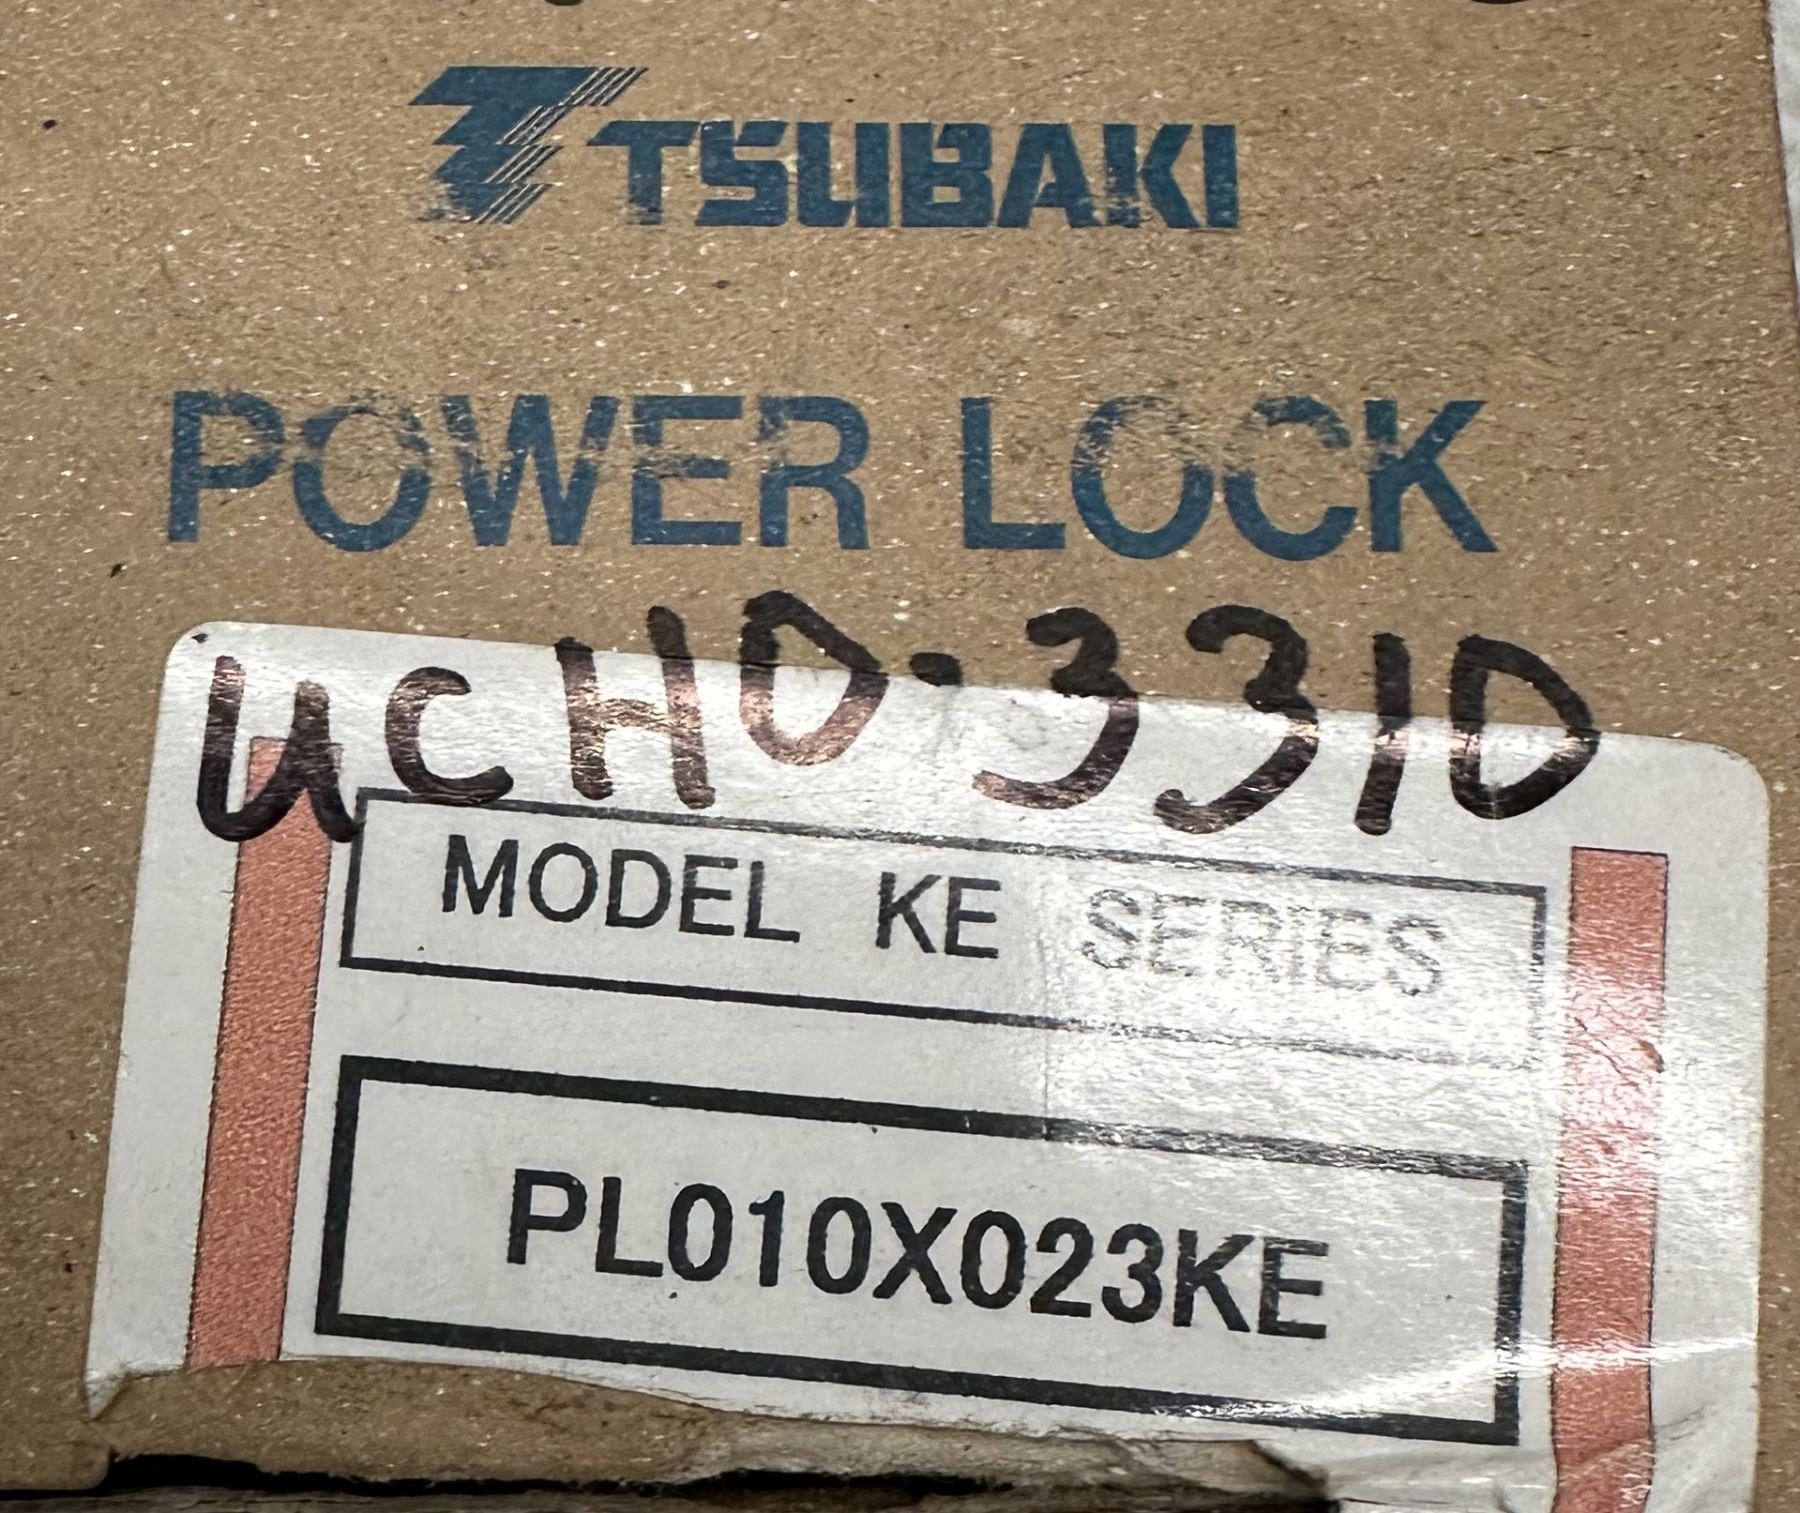 TSUBAKI
POWER LOCK
UCHD.3310
MODEL KE SERIES
PL010X023KE